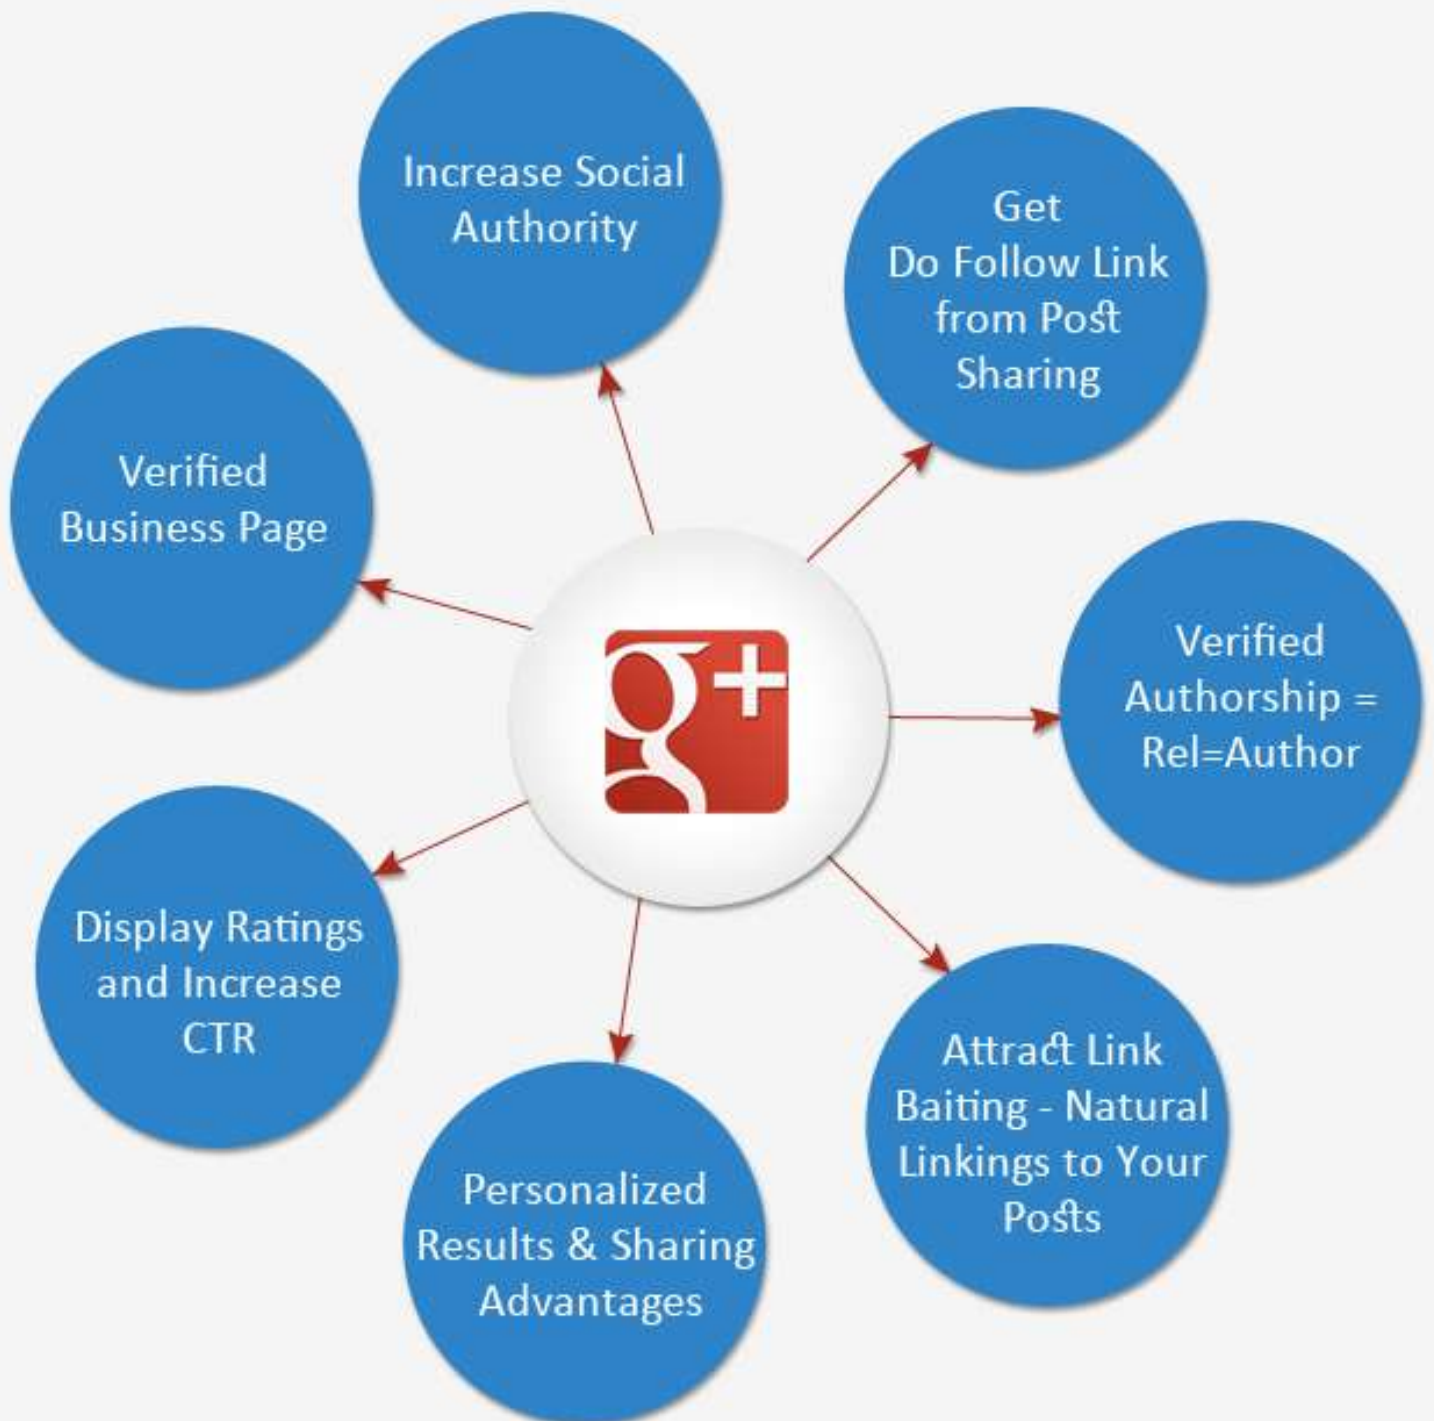 Increase Social
Authority
Get
Do Follow Link
from Post
Sharing
Verified
Business Page
Verified
Authorship =
Rel=Author
g+
Display Ratings
and Increase
CTR
Attract Link
Baiting - Natural
Linkings to Your
Posts
Personalized
Results & Sharing
Advantages